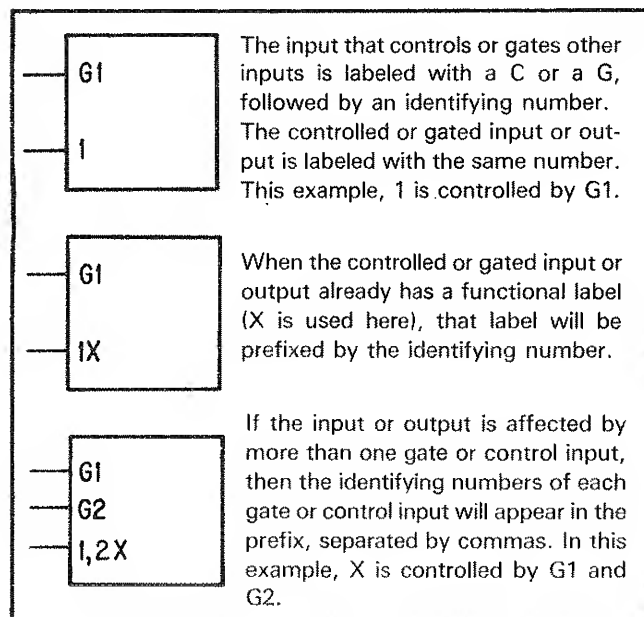 G1
1
The input that controls or gates other
inputs is labeled with a C or a G,
followed by an identifying number.
The controlled or gated input or out-
put is labeled with the same number.
This example, 1 is controlled by G1.
G1
1X
When the controlled or gated input or
output already has a functional label
(X is used here), that label will be
prefixed by the identifying number.
G1
G2
1,2X
If the input or output is affected by
more than one gate or control input,
then the identifying numbers of each
gate or control input will appear in the
prefix, separated by commas. In this
example, X is controlled by G1 and
G2.